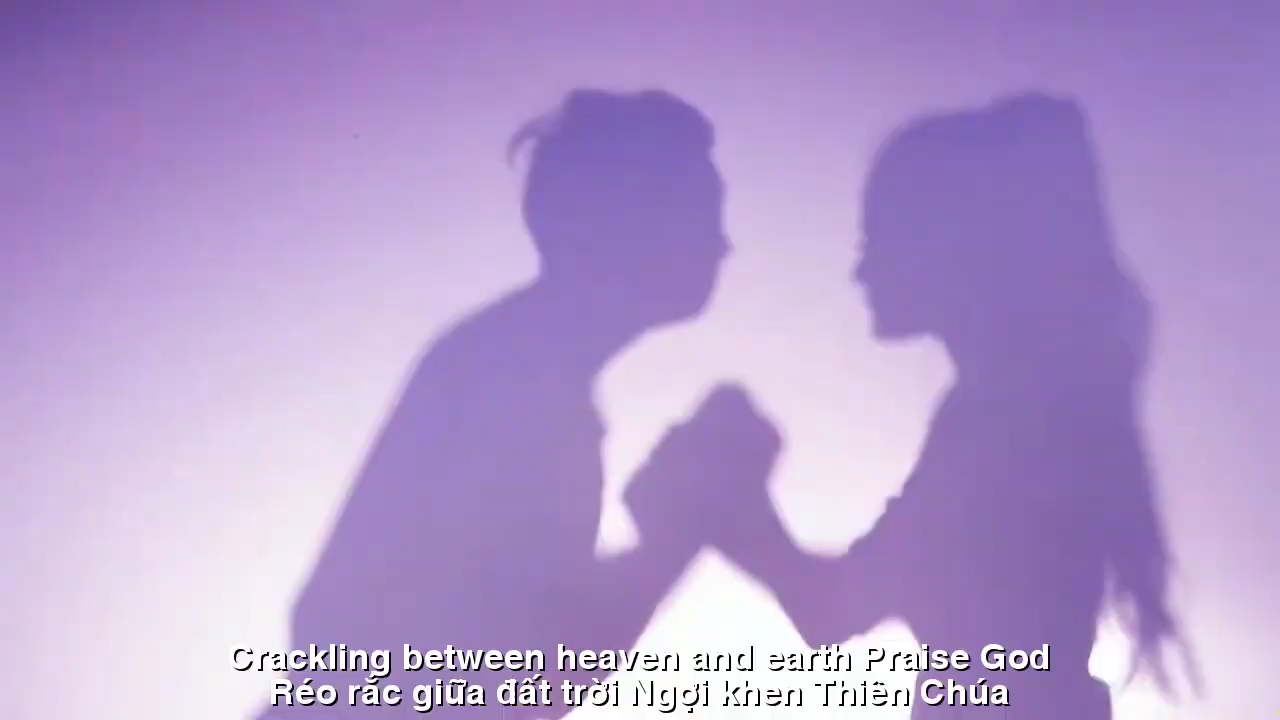 Crackling between heaven and earth Praise God
Réo rắc giữa đất trời Ngợi khen Thiên Chúa